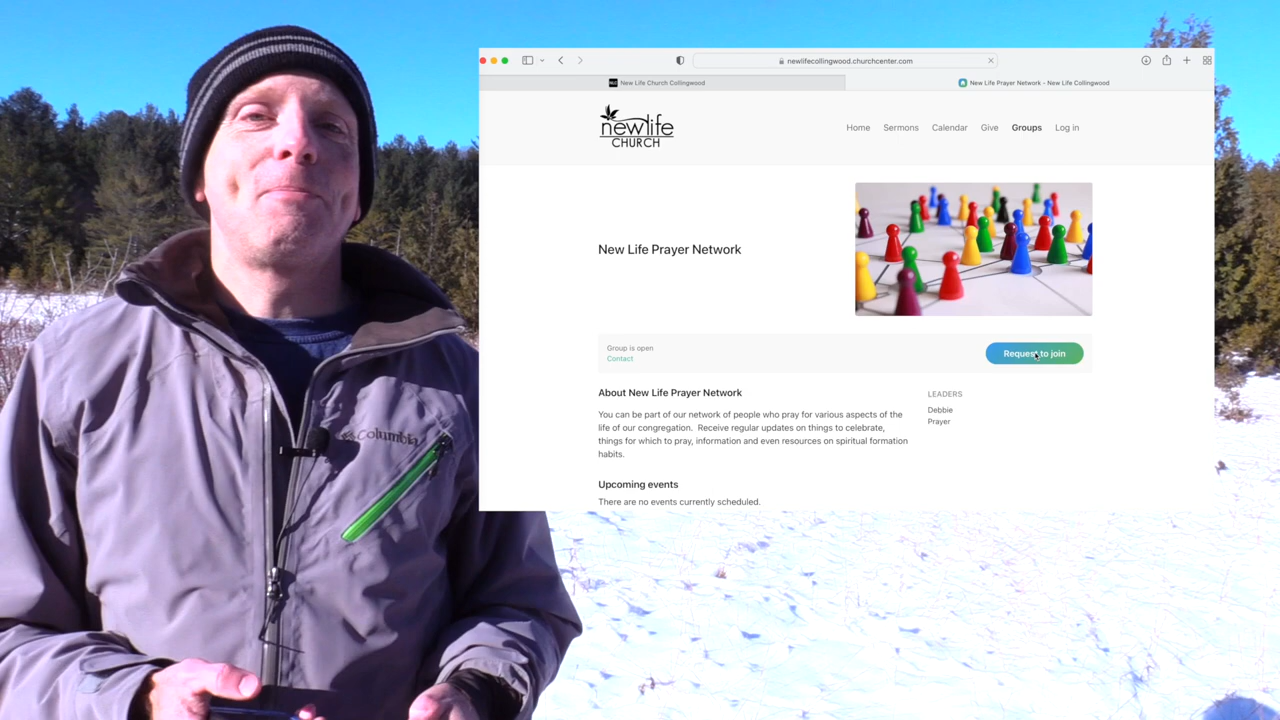 newlifecollingwood.churchcenter.com
New Life Church Collingwood
New Life Prayer Network - New Life Collingwood
newlife
CHURCH
Home Sermons Calendar Give Groups Log in
New Life Prayer Network
Group is open
Contact
Request to join
About New Life Prayer Network
You can be part of our network of people who pray for various aspects of the
life of our congregation. Receive regular updates on things to celebrate,
things for which to pray, information and even resources on spiritual formation
habits.
LEADERS
Debbie
Prayer
Upcoming events
There are no events currently scheduled.
Columbia